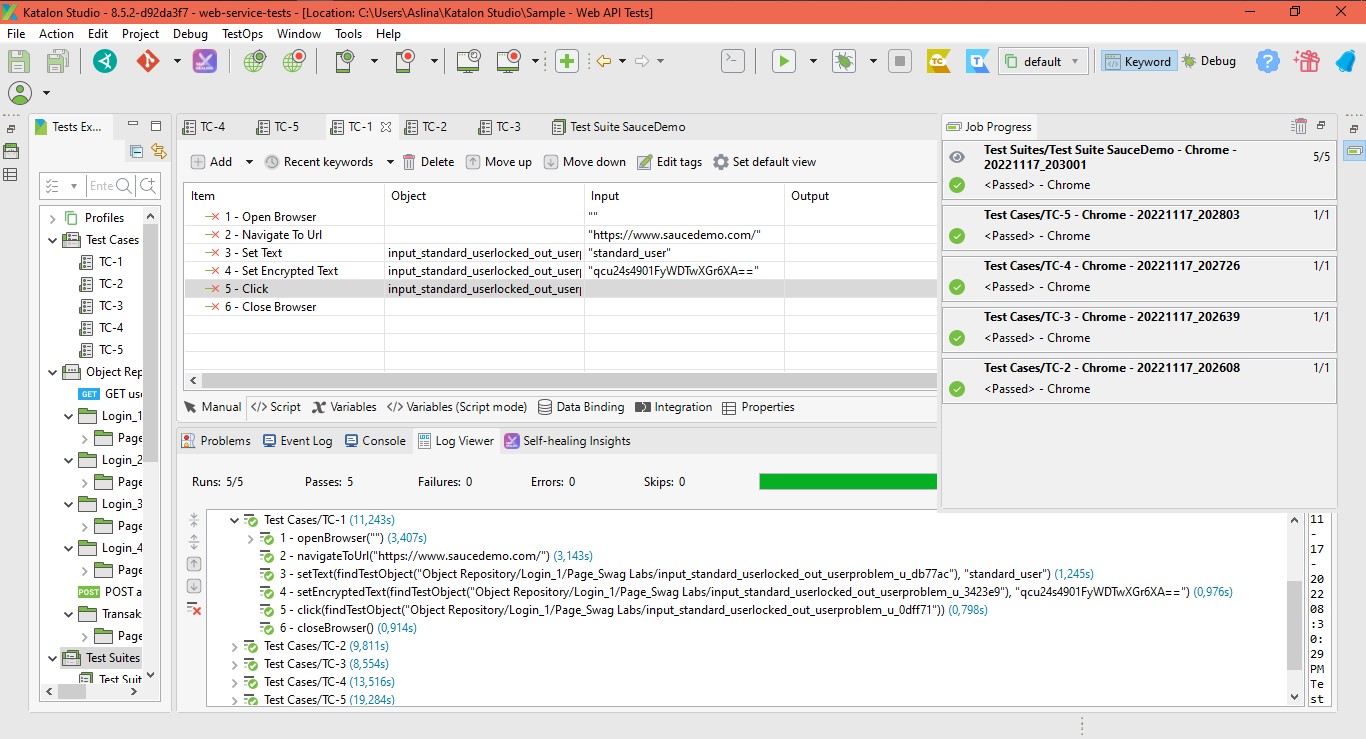 Katalon Studio - 8.5.2-d92da3f7 - web-service-tests - [Location: C:\Users\Aslina\Katalon Studio\Sample - Web API Tests]
File Action Edit Project Debug TestOps Window Tools Help
TC T default Keyword Debug
Tests Ex... TC-4 TC-5 TC-1 TC-2 TC-3 Test Suite SauceDemo Job Progress
Add Recent keywords Delete Move up Move down Edit tags Set default view
Ente
Profiles
Test Cases
TC-1
TC-2
TC-3
TC-4
TC-5
Object Rep
GET GET use
Login_1
Page
Login_2
Page
Login_3
Page
Login_4
Page
POST POST a
Transak
Page
Test Suites
Test Suit
Item Object Input Output
1 - Open Browser ""
2 - Navigate To Url "https://www.saucedemo.com/"
3 - Set Text input_standard_userlocked_out_userp "standard_user"
4 - Set Encrypted Text input_standard_userlocked_out_userp "qcu24s4901FyWDTwXGr6XA=="
5 - Click input_standard_userlocked_out_userp
6 - Close Browser
Manual Script Variables Variables (Script mode) Data Binding Integration Properties
Test Suites/Test Suite SauceDemo - Chrome - 5/5
20221117_203001
<Passed> - Chrome
Test Cases/TC-5 - Chrome - 20221117_202803 1/1
<Passed> - Chrome
Test Cases/TC-4 - Chrome - 20221117_202726 1/1
<Passed> - Chrome
Test Cases/TC-3 - Chrome - 20221117_202639 1/1
<Passed> - Chrome
Test Cases/TC-2 - Chrome - 20221117_202608 1/1
<Passed> - Chrome
Problems Event Log Console Log Viewer Self-healing Insights
Runs: 5/5 Passes: 5 Failures: 0 Errors: 0 Skips: 0
Test Cases/TC-1 (11,243s)
1 - openBrowser("") (3,407s)
2 - navigateToUrl("https://www.saucedemo.com/") (3,143s)
3 - setText(findTestObject("Object Repository/Login_1/Page_Swag Labs/input_standard_userlocked_out_userproblem_u_db77ac"), "standard_user") (1,245s)
4 - setEncryptedText(findTestObject("Object Repository/Login_1/Page_Swag Labs/input_standard_userlocked_out_userproblem_u_3423e9"), "qcu24s4901FyWDTwXGr6XA==") (0,976s)
5 - click(findTestObject("Object Repository/Login_1/Page_Swag Labs/input_standard_userlocked_out_userproblem_u_0dff71")) (0,798s)
6 - closeBrowser() (0,914s)
Test Cases/TC-2 (9,811s)
Test Cases/TC-3 (8,554s)
Test Cases/TC-4 (13,516s)
Test Cases/TC-5 (19,284s)
11
-
17
-
20
22
08
:3
0:
29
PM
Te
st